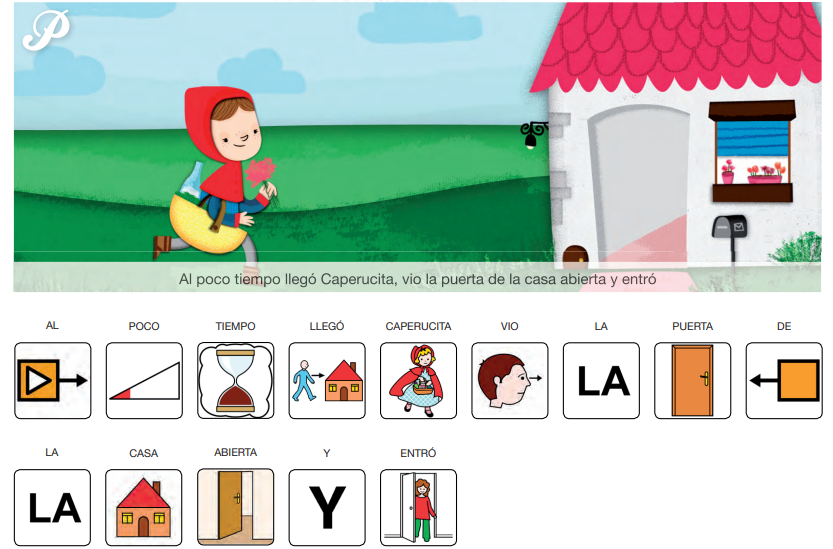 P
Al poco tiempo llegó Caperucita, vio la puerta de la casa abierta y entró
AL POCO TIEMPO LLEGÓ CAPERUCITA VIO LA PUERTA DE
LA
LA CASA ABIERTA Y ENTRÓ
LA Y